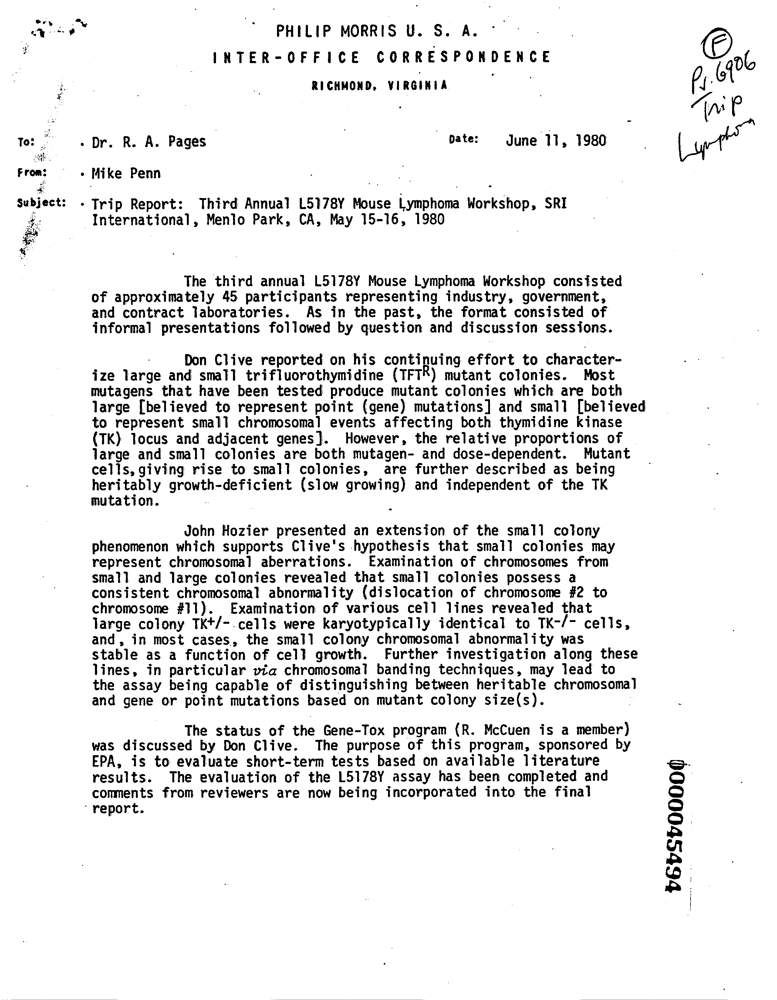 PHILIP MORRIS U. S. A.
INTER-OFFICE CORRESPONDENCE
RICHMOND, VIRGINIA
F
Pj. 6906
Trip
Lymphom
To: Dr. R. A. Pages Date: June 11, 1980
From: Mike Penn
Subject: Trip Report: Third Annual L5178Y Mouse Lymphoma Workshop, SRI
International, Menlo Park, CA, May 15-16, 1980
The third annual L5178Y Mouse Lymphoma Workshop consisted
of approximately 45 participants representing industry, government,
and contract laboratories. As in the past, the format consisted of
informal presentations followed by question and discussion sessions.
Don Clive reported on his continuing effort to character-
ize large and small trifluorothymidine (TFTᴿ) mutant colonies. Most
mutagens that have been tested produce mutant colonies which are both
large [believed to represent point (gene) mutations] and small [believed
to represent small chromosomal events affecting both thymidine kinase
(TK) locus and adjacent genes]. However, the relative proportions of
large and small colonies are both mutagen- and dose-dependent. Mutant
cells, giving rise to small colonies, are further described as being
heritably growth-deficient (slow growing) and independent of the TK
mutation.
John Hozier presented an extension of the small colony
phenomenon which supports Clive's hypothesis that small colonies may
represent chromosomal aberrations. Examination of chromosomes from
small and large colonies revealed that small colonies possess a
consistent chromosomal abnormality (dislocation of chromosome #2 to
chromosome #11). Examination of various cell lines revealed that
large colony TK+/- cells were karyotypically identical to TK-/- cells,
and, in most cases, the small colony chromosomal abnormality was
stable as a function of cell growth. Further investigation along these
lines, in particular via chromosomal banding techniques, may lead to
the assay being capable of distinguishing between heritable chromosomal
and gene or point mutations based on mutant colony size(s).
The status of the Gene-Tox program (R. McCuen is a member)
was discussed by Don Clive. The purpose of this program, sponsored by
EPA, is to evaluate short-term tests based on available literature
results. The evaluation of the L5178Y assay has been completed and
comments from reviewers are now being incorporated into the final
report.
0000045494